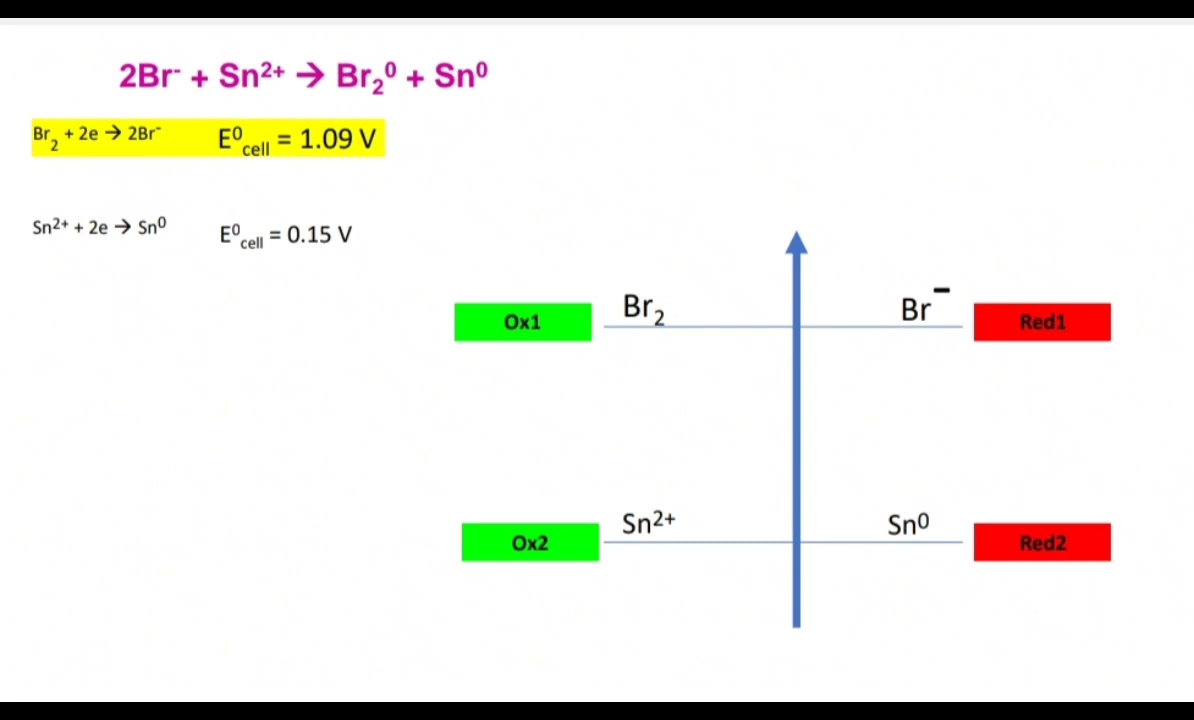 2Br⁻ + Sn²⁺ → Br₂⁰ + Sn⁰
Br₂ + 2e → 2Br⁻ E⁰cell = 1.09 V
Sn²⁺ + 2e → Sn⁰ E⁰cell = 0.15 V
Ox1 Br₂ Br⁻ Red1
Ox2 Sn²⁺ Sn⁰ Red2